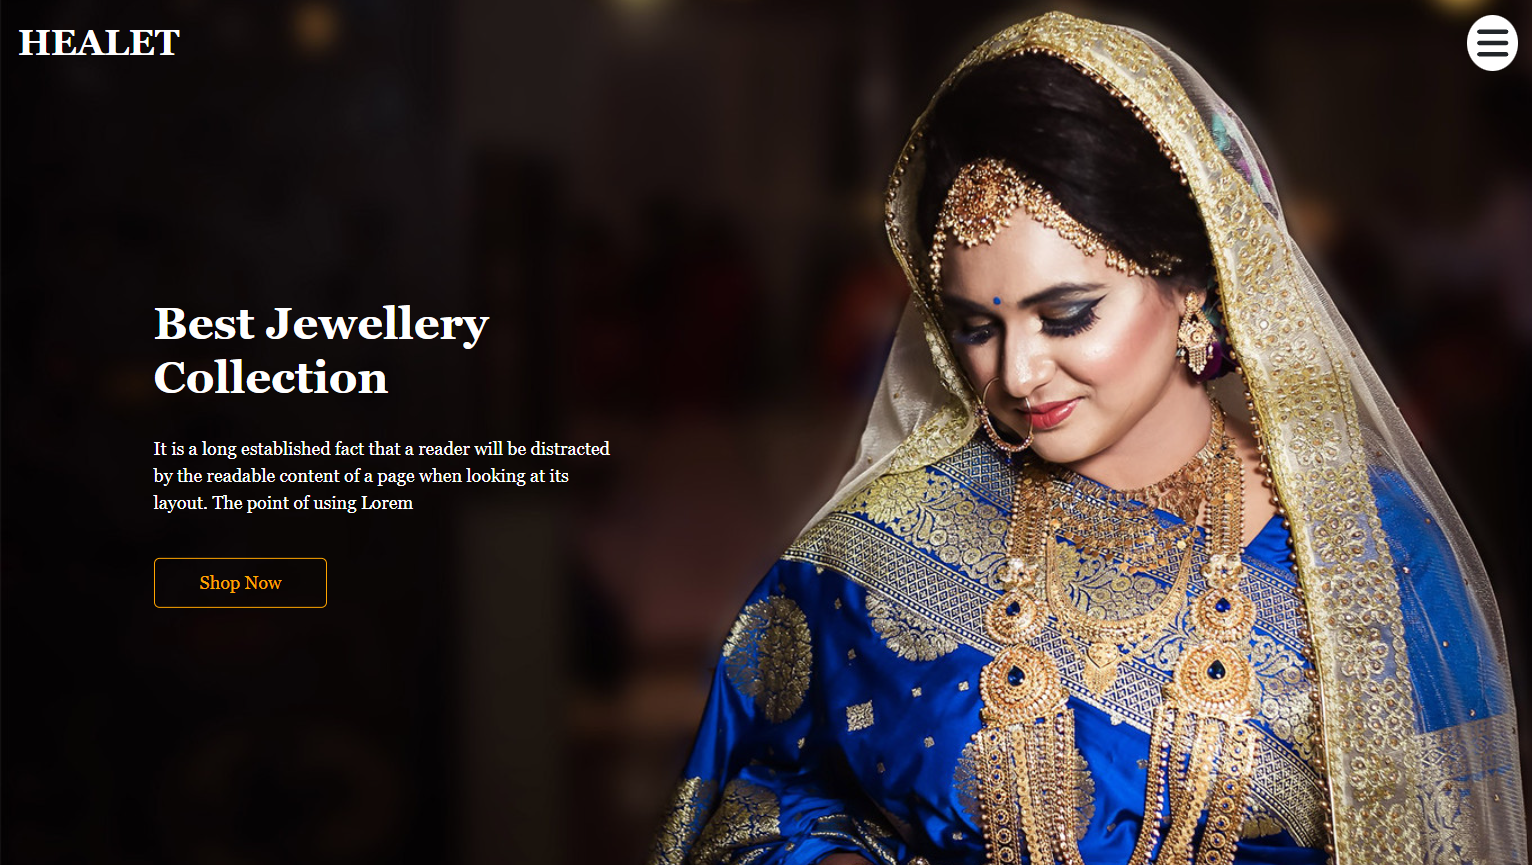 HEALET
Best Jewellery
Collection
It is a long established fact that a reader will be distracted
by the readable content of a page when looking at its
layout. The point of using Lorem
Shop Now